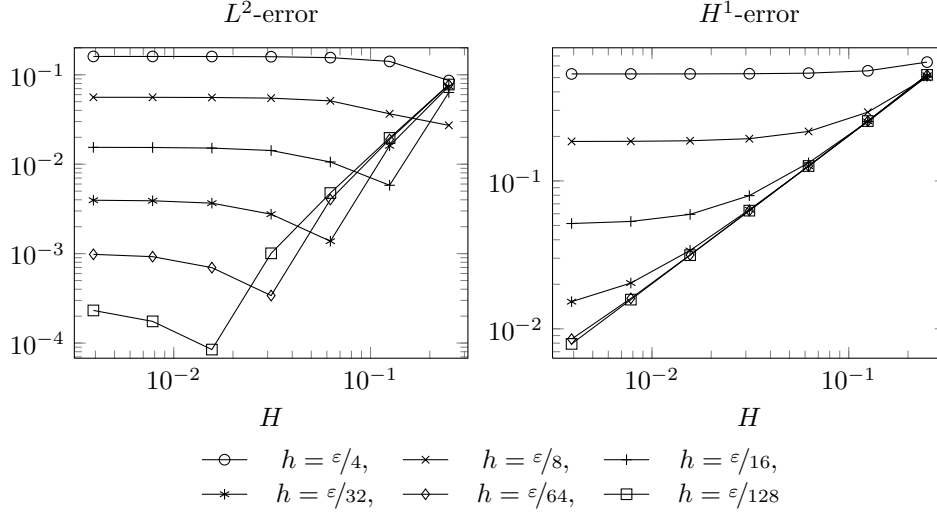 L²-error H¹-error
10⁻¹
10⁻²
10⁻³
10⁻⁴
10⁻² 10⁻¹
H
10⁻¹
10⁻²
10⁻² 10⁻¹
H
h = ε/4, h = ε/8, h = ε/16,
h = ε/32, h = ε/64, h = ε/128